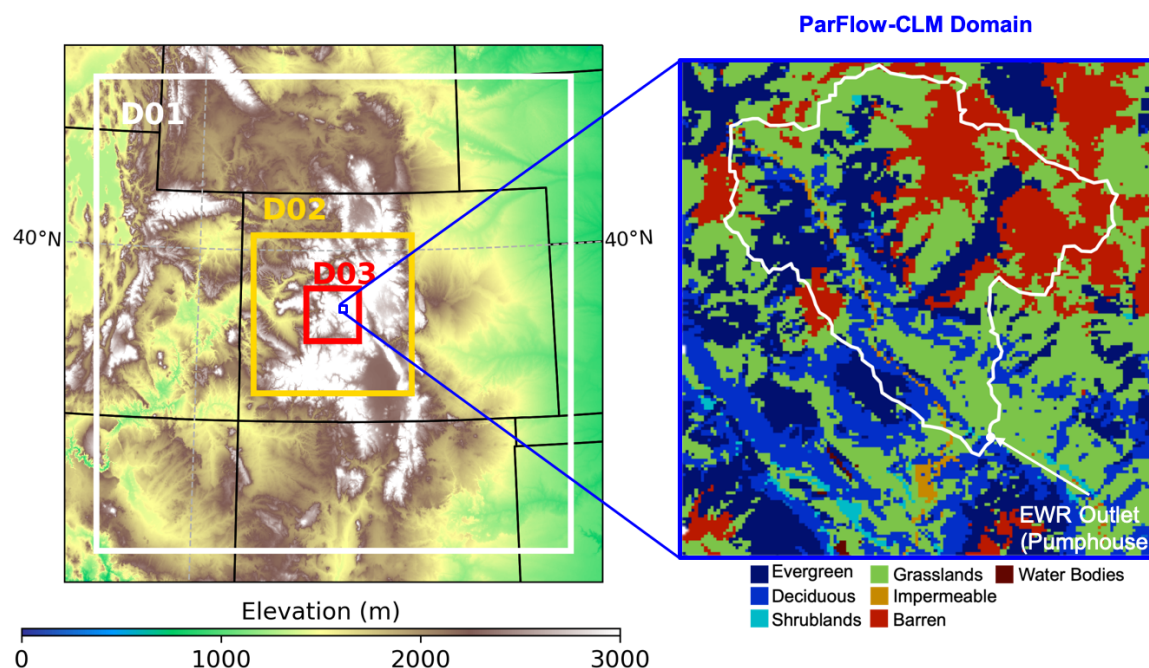 ParFlow-CLM Domain
D01
D02
D03
40°N
40°N
EWR Outlet
(Pumphouse
Evergreen
Grasslands
Water Bodies
Deciduous
Impermeable
Shrublands
Barren
Elevation (m)
0
1000
2000
3000